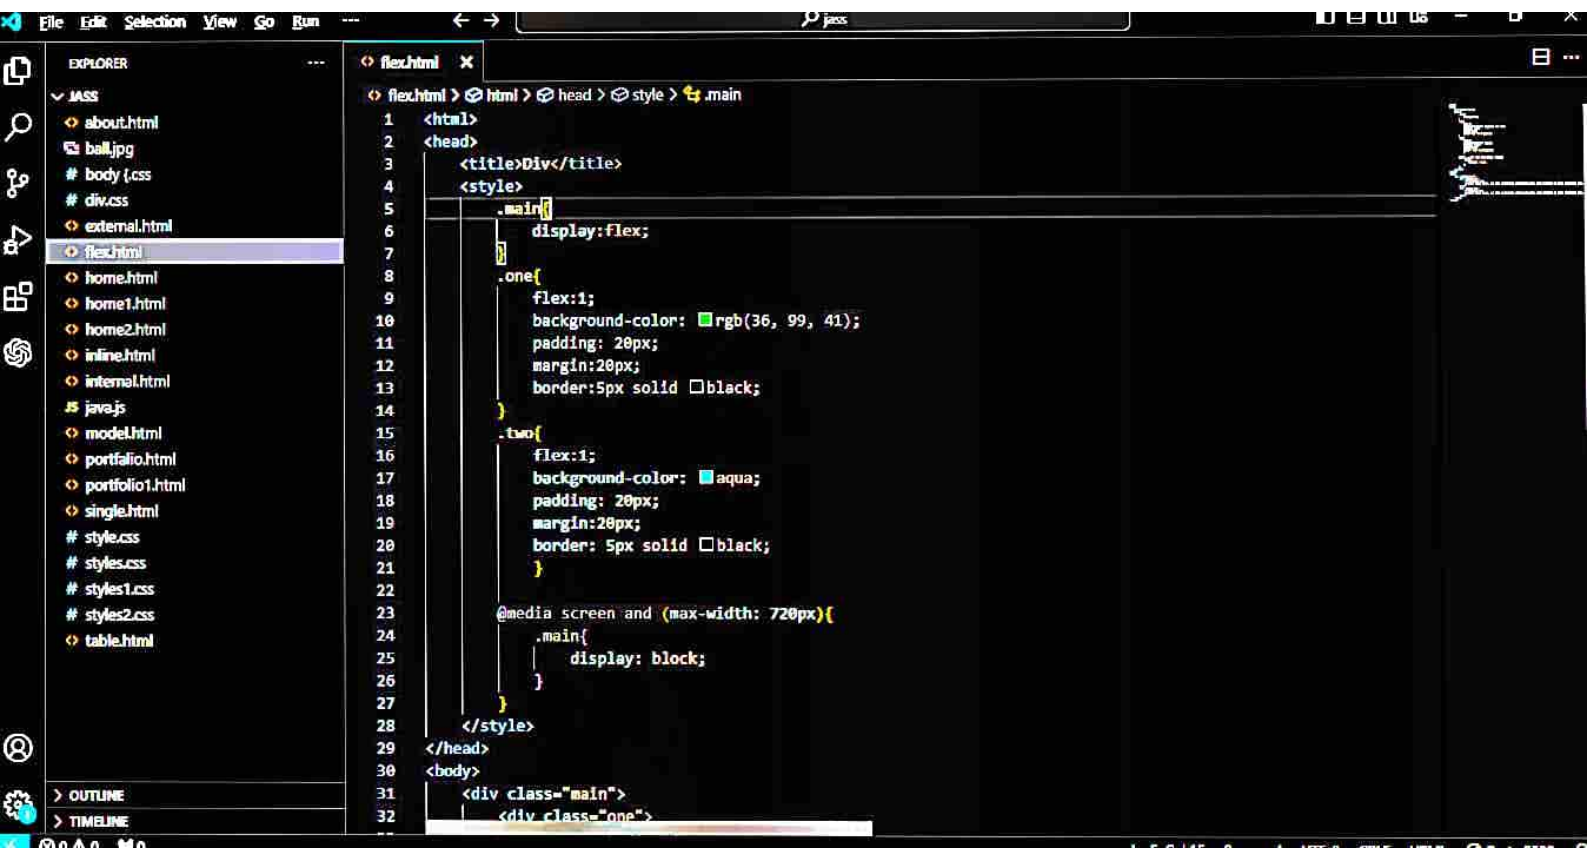 File Edit Selection View Go Run ...
jass
EXPLORER ...
JASS
about.html
ball.jpg
# body {.css
# div.css
external.html
flex.html
home.html
home1.html
home2.html
inline.html
internal.html
JS java.js
model.html
portfalio.html
portfolio1.html
single.html
# style.css
# styles.css
# styles1.css
# styles2.css
table.html
OUTLINE
TIMELINE
flex.html
flex.html > html > head > style > .main
1 <html>
2 <head>
3 <title>Div</title>
4 <style>
5 .main{
6 display:flex;
7 }
8 .one{
9 flex:1;
10 background-color: rgb(36, 99, 41);
11 padding: 20px;
12 margin:20px;
13 border:5px solid black;
14 }
15 .two{
16 flex:1;
17 background-color: aqua;
18 padding: 20px;
19 margin:20px;
20 border: 5px solid black;
21 }
22
23 @media screen and (max-width: 720px){
24 .main{
25 display: block;
26 }
27 }
28 </style>
29 </head>
30 <body>
31 <div class="main">
32 <div class="one">
0 0 0